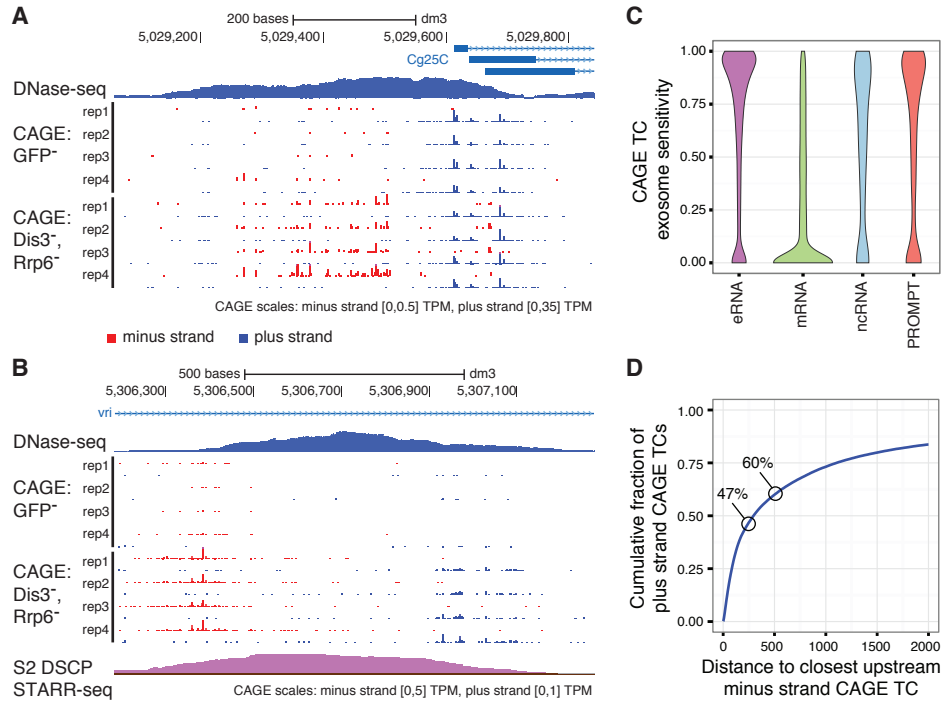 A
200 bases dm3
5,029,200 5,029,400 5,029,600 5,029,800
Cg25C
DNase-seq
CAGE:
GFP-
rep1
rep2
rep3
rep4
CAGE:
Dis3-,
Rrp6-
rep1
rep2
rep3
rep4
CAGE scales: minus strand [0,0.5] TPM, plus strand [0,35] TPM
minus strand plus strand
B
500 bases dm3
5,306,300 5,306,500 5,306,700 5,306,900 5,307,100
vri
DNase-seq
CAGE:
GFP-
rep1
rep2
rep3
rep4
CAGE:
Dis3-,
Rrp6-
rep1
rep2
rep3
rep4
S2 DSCP
STARR-seq
CAGE scales: minus strand [0,5] TPM, plus strand [0,1] TPM
C
CAGE TC
exosome sensitivity
1.00
0.75
0.50
0.25
0.00
eRNA
mRNA
ncRNA
PROMPT
D
Cumulative fraction of
plus strand CAGE TCs
1.00
0.75
0.50
0.25
0.00
60%
47%
0 500 1000 1500 2000
Distance to closest upstream
minus strand CAGE TC